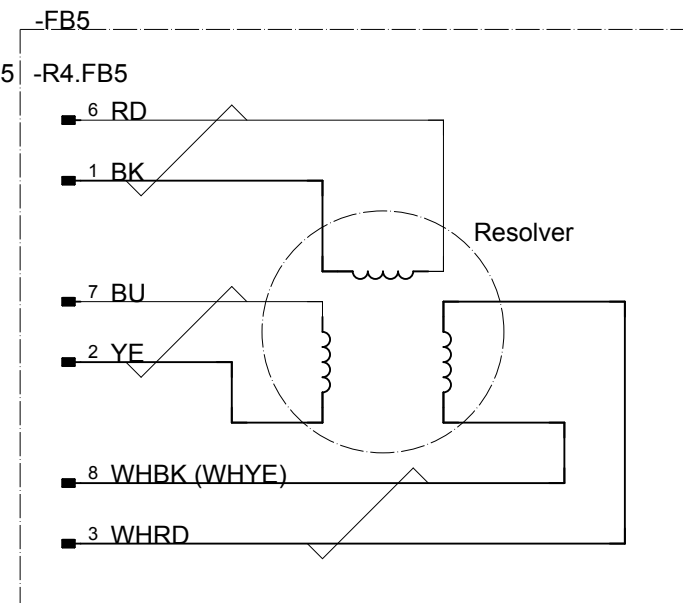 -FB5
5 -R4.FB5
6 RD
1 BK
Resolver
7 BU
2 YE
8 WHBK (WHYE)
3 WHRD